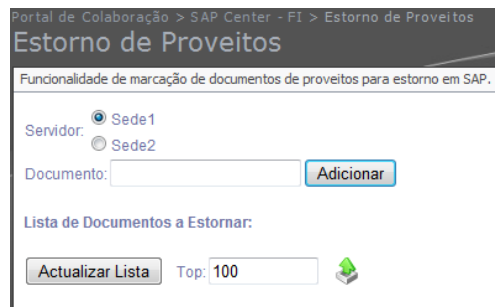 Portal de Colaboração > SAP Center - FI > Estorno de Proveitos
Estorno de Proveitos
Funcionalidade de marcação de documentos de proveitos para estorno em SAP.
Servidor: Sede1
Sede2
Documento: Adicionar
Lista de Documentos a Estornar:
Actualizar Lista Top: 100